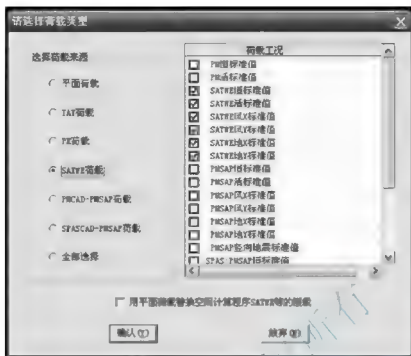 请选择荷载类型
选择荷载来源
平面荷载
TAT荷载
PK荷载
SATWE荷载
PMCAD-PMSAP荷载
SPASCAD-PMSAP荷载
全部选择
荷载工况
PM恒标准值
PM活标准值
SATWE恒标准值
SATWE活标准值
SATWE风X标准值
SATWE风Y标准值
SATWE地X标准值
SATWE地Y标准值
PMSAP恒标准值
PMSAP活标准值
PMSAP风X标准值
PMSAP风Y标准值
PMSAP地X标准值
PMSAP地Y标准值
PMSAP竖向地震标准值
SPAS PMSAP恒标准值
用平面荷载替换空间计算程序SATWE等的恒载
确认(Y)
放弃(N)